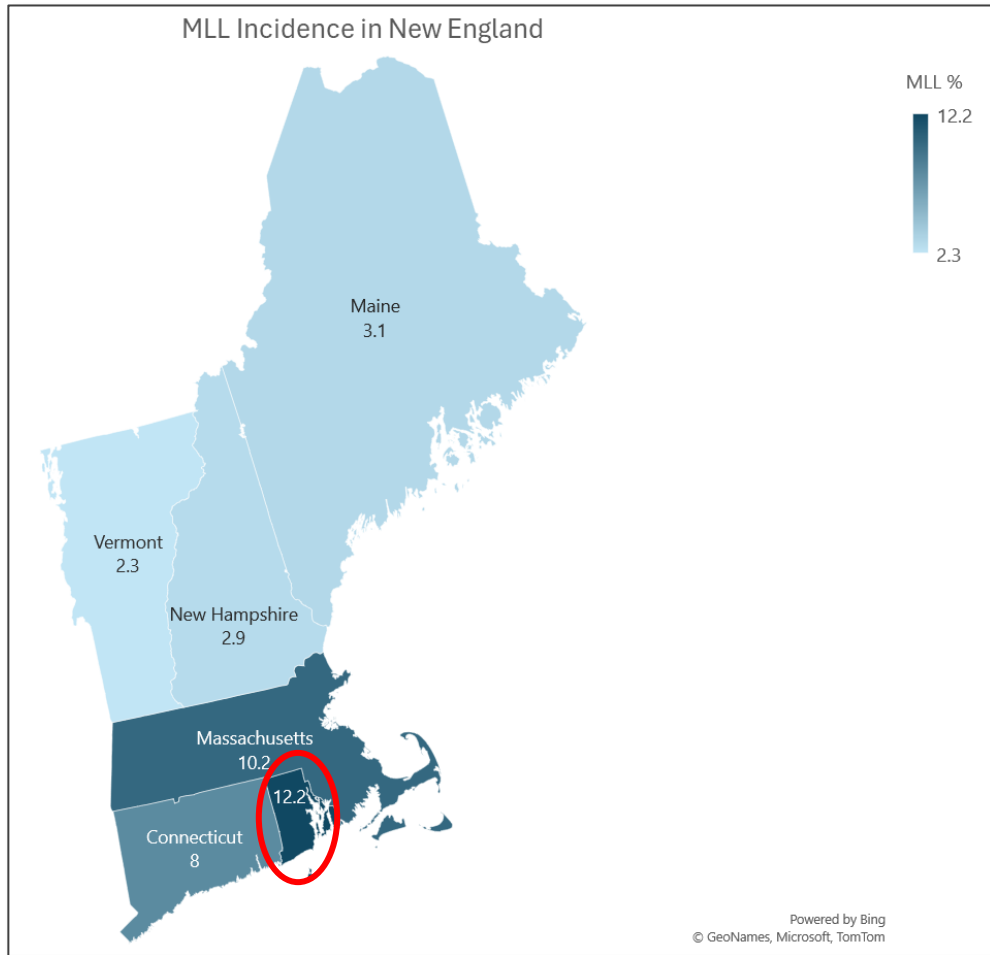 MLL Incidence in New England
MLL %
12.2
2.3
Maine
3.1
Vermont
2.3
New Hampshire
2.9
Massachusetts
10.2
12.2
Connecticut
8
Powered by Bing
© GeoNames, Microsoft, TomTom